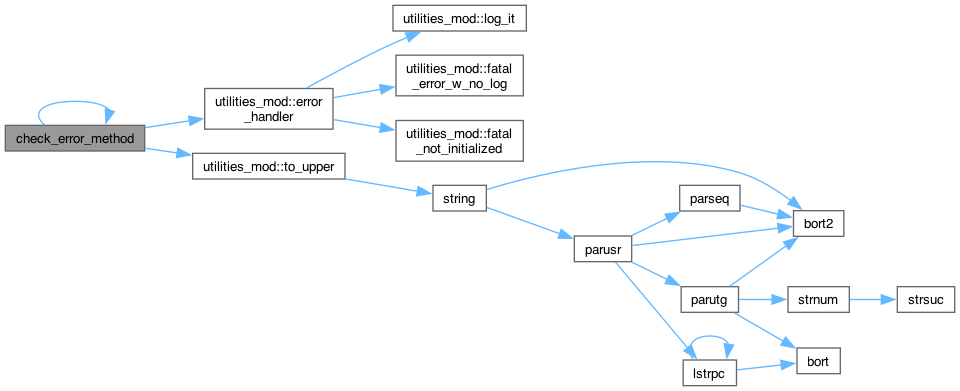 utilities_mod::log_it
utilities_mod::fatal
_error_w_no_log
utilities_mod::error
_handler
check_error_method
utilities_mod::fatal
_not_initialized
utilities_mod::to_upper
string
parseq
bort2
parusr
parutg
strnum
strsuc
lstrpc
bort